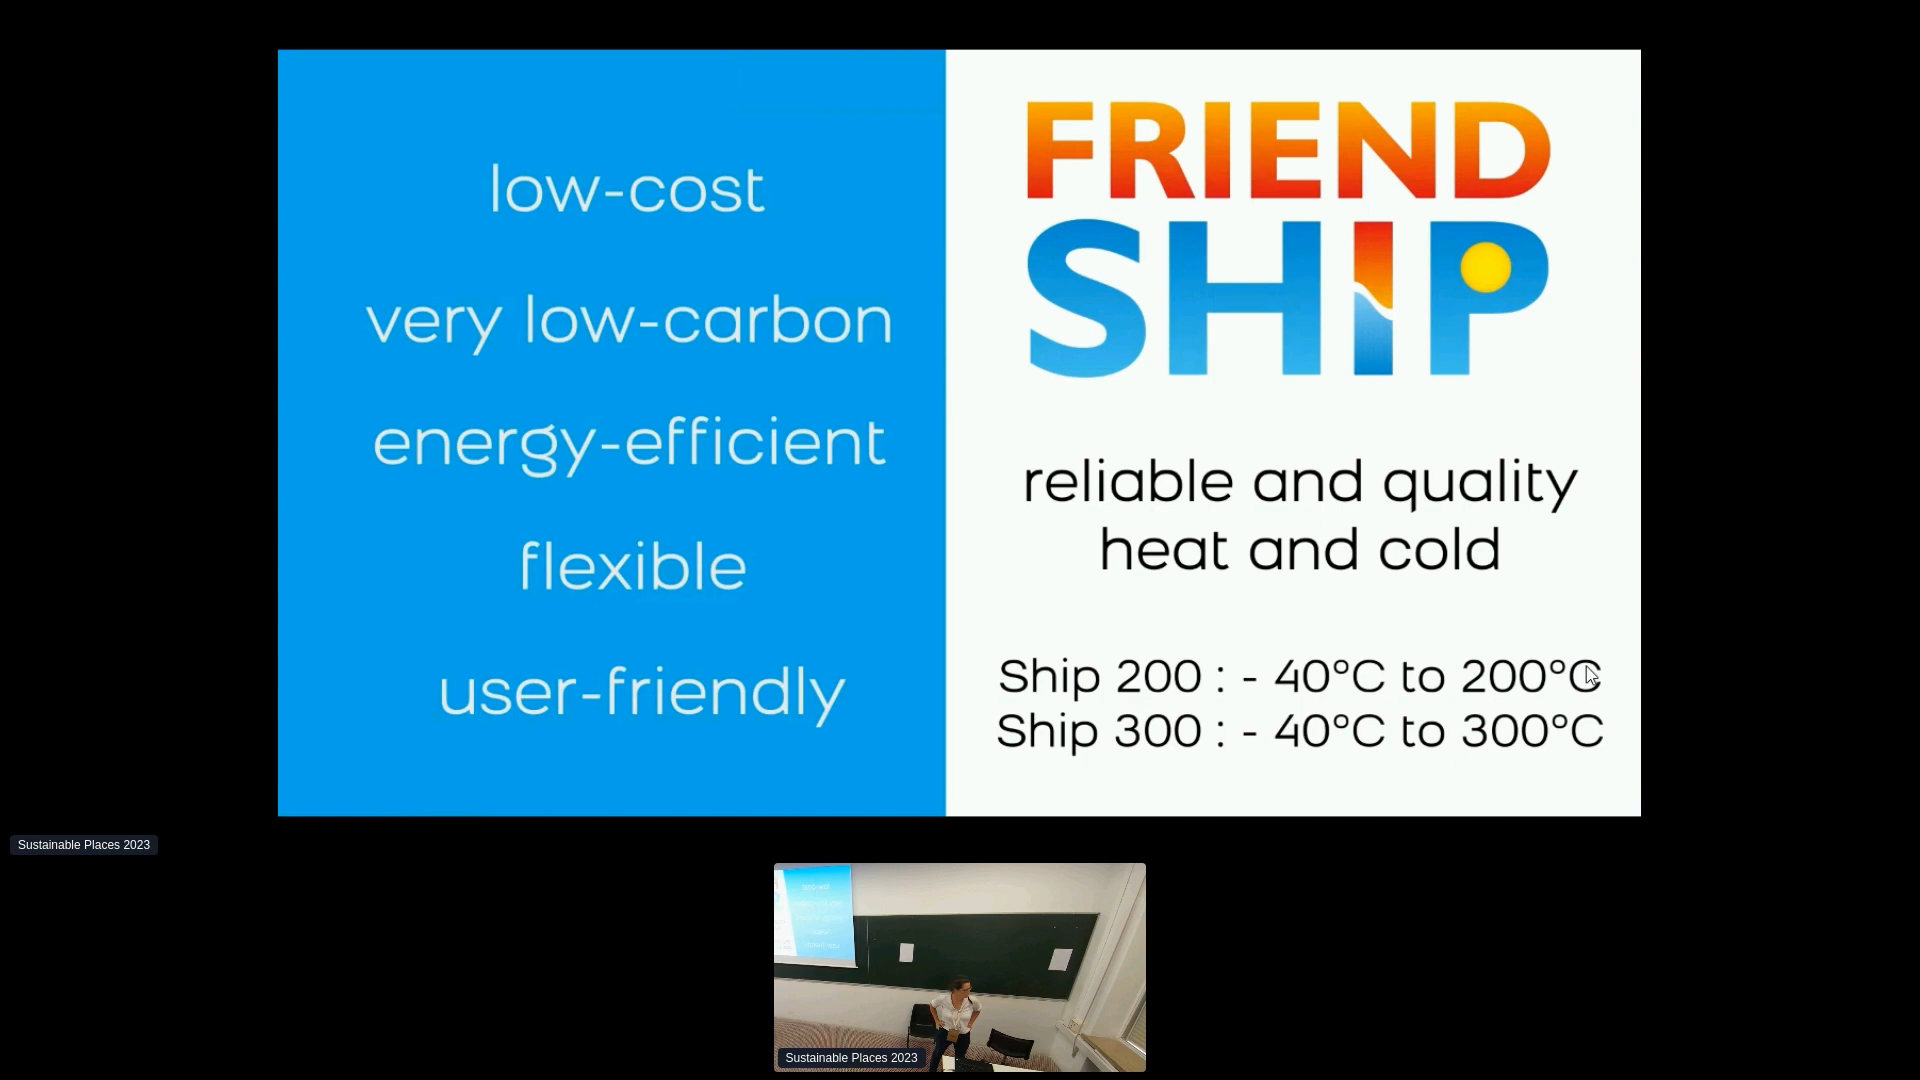 low-cost
very low-carbon
energy-efficient
flexible
user-friendly
FRIEND
SHIP
reliable and quality
heat and cold
Ship 200 : - 40°C to 200°C
Ship 300 : - 40°C to 300°C
Sustainable Places 2023
Sustainable Places 2023